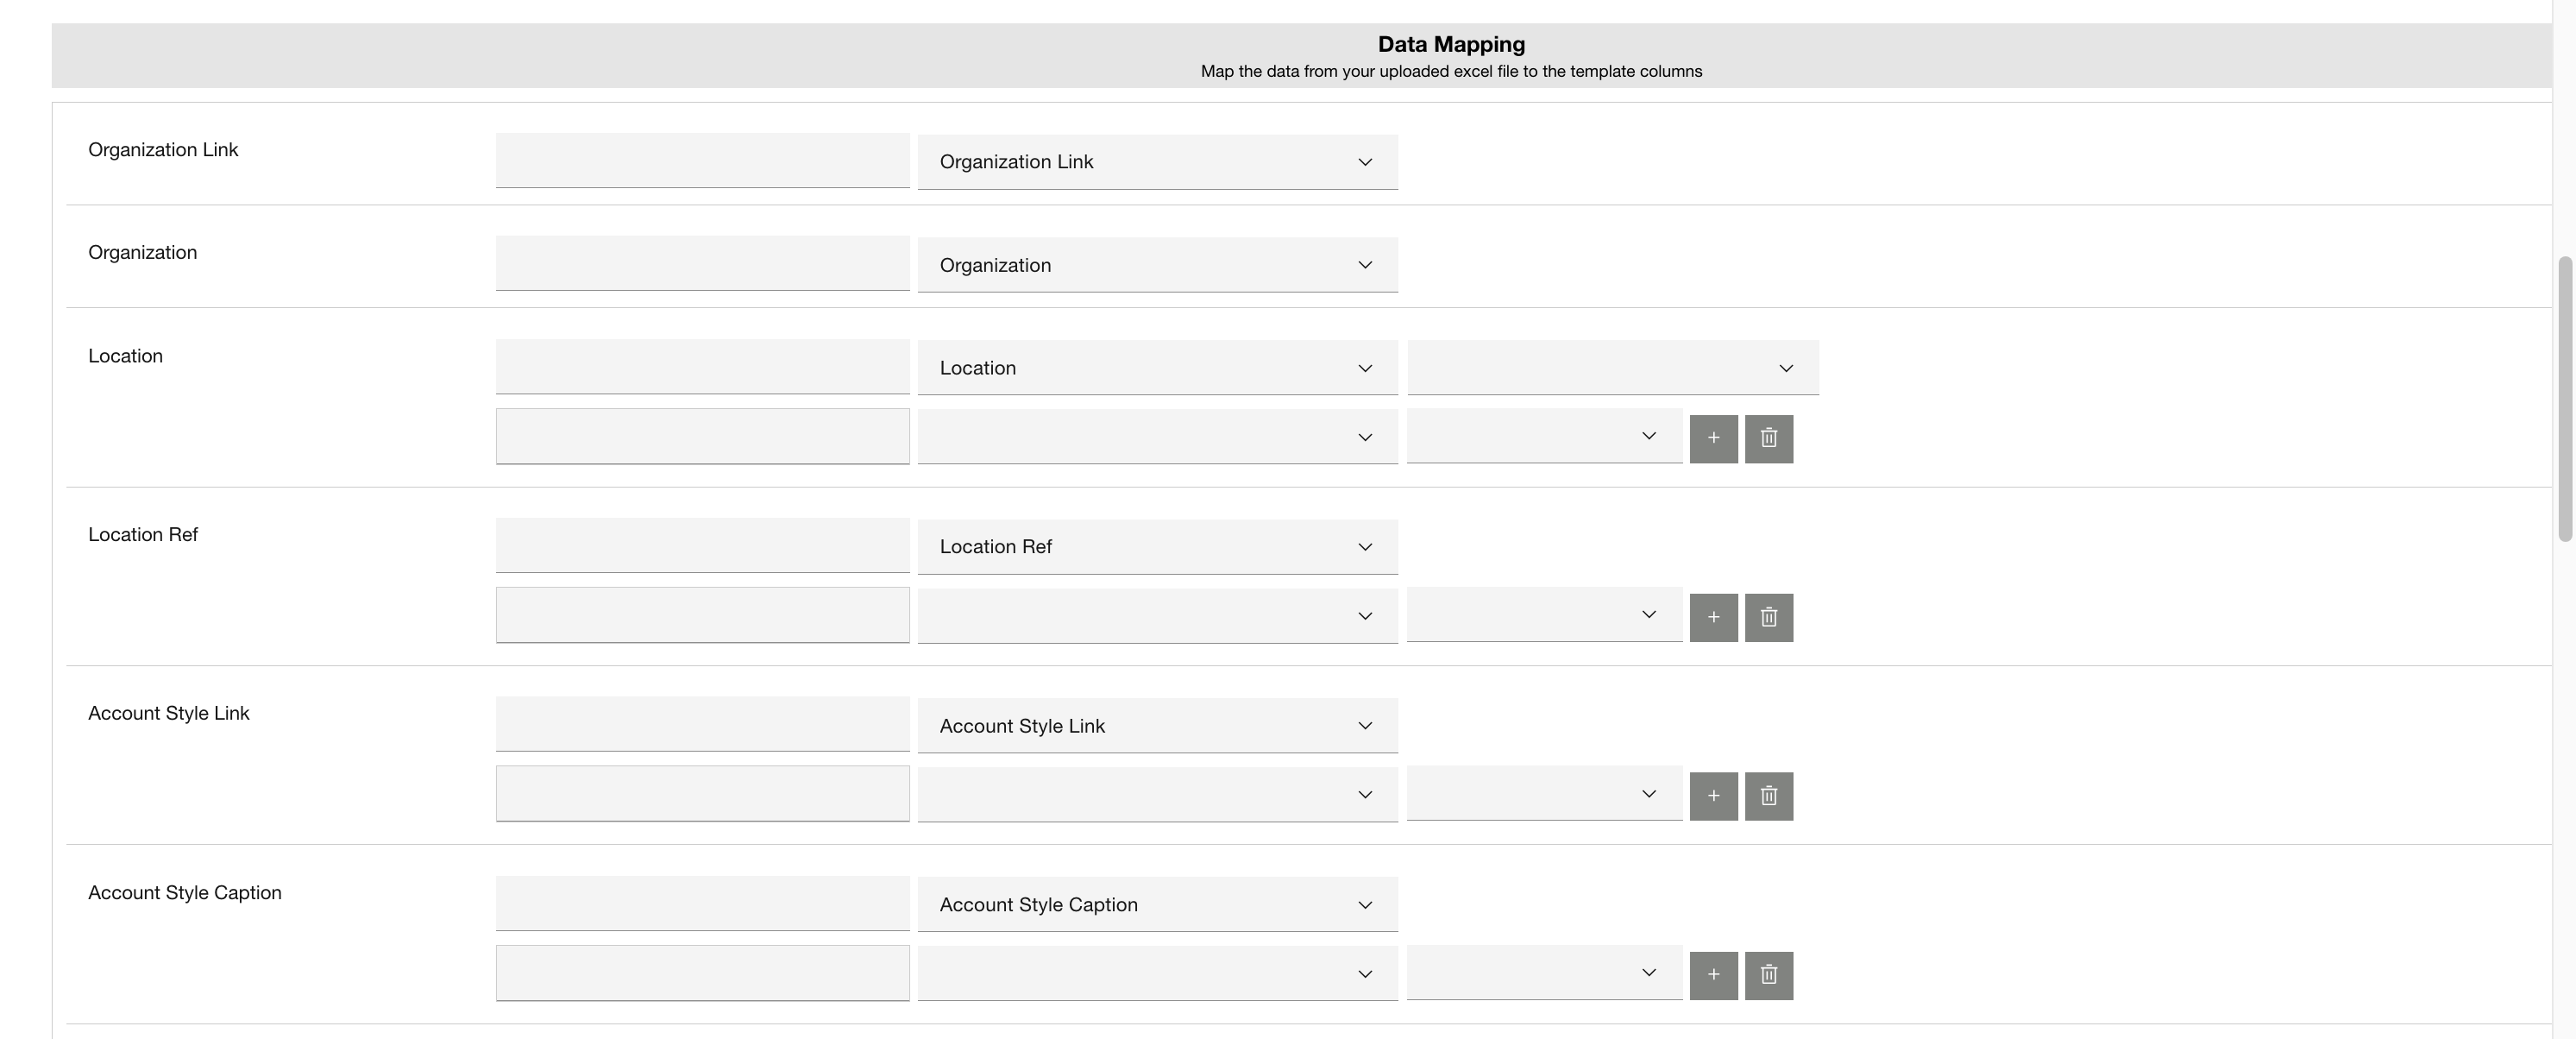 Data Mapping
Map the data from your uploaded excel file to the template columns
Organization Link
Organization Link
Organization
Organization
Location
Location
+
Location Ref
Location Ref
+
Account Style Link
Account Style Link
+
Account Style Caption
Account Style Caption
+